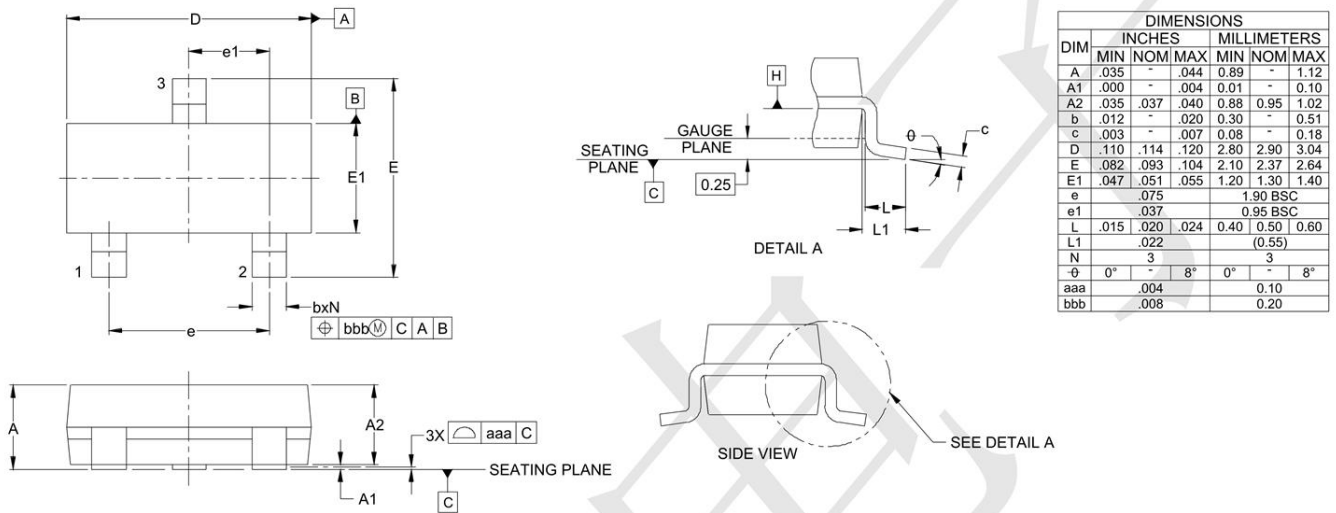 D
A
e1
3
B
E1
E
1
2
bxN
e
⌖ bbbⓂ C A B
A
A2
3X ⌓ aaa C
SEATING PLANE
A1
C
H
GAUGE
PLANE
SEATING
PLANE
C
0.25
θ
c
L
L1
DETAIL A
SIDE VIEW
SEE DETAIL A
DIMENSIONS
DIM INCHES MILLIMETERS
MIN NOM MAX MIN NOM MAX
A .035 - .044 0.89 - 1.12
A1 .000 - .004 0.01 - 0.10
A2 .035 .037 .040 0.88 0.95 1.02
b .012 - .020 0.30 - 0.51
c .003 - .007 0.08 - 0.18
D .110 .114 .120 2.80 2.90 3.04
E .082 .093 .104 2.10 2.37 2.64
E1 .047 .051 .055 1.20 1.30 1.40
e .075 1.90 BSC
e1 .037 0.95 BSC
L .015 .020 .024 0.40 0.50 0.60
L1 .022 (0.55)
N 3 3
θ 0° - 8° 0° - 8°
aaa .004 0.10
bbb .008 0.20